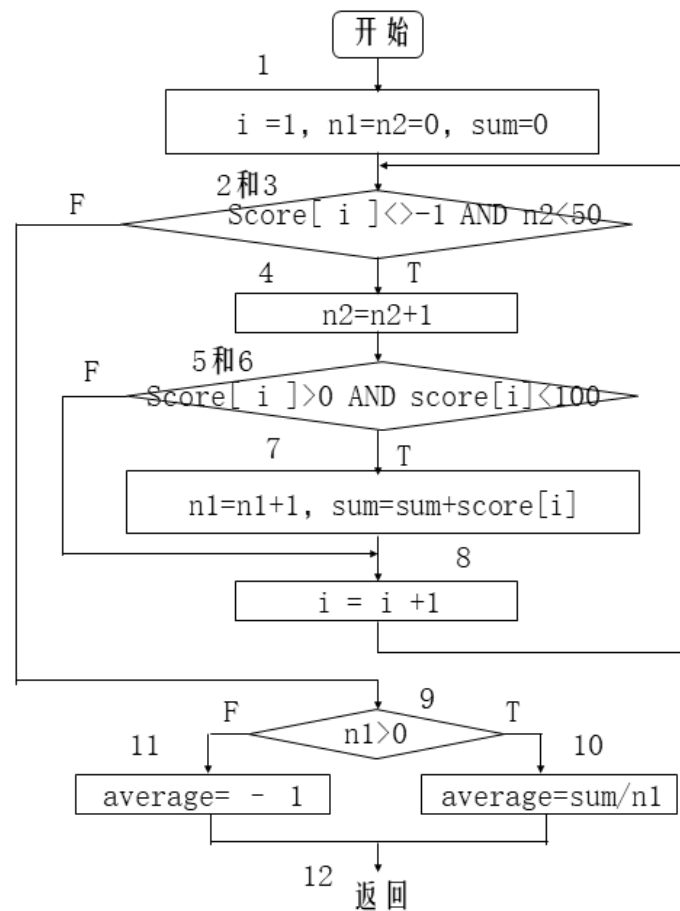 开始
1
i =1, n1=n2=0, sum=0
2和3
F
Score[ i ]<>-1 AND n2<50
4
T
n2=n2+1
5和6
F
Score[ i ]>0 AND score[i]<100
7
T
n1=n1+1, sum=sum+score[i]
8
i = i +1
9
F
T
n1>0
11
10
average= - 1
average=sum/n1
12
返回